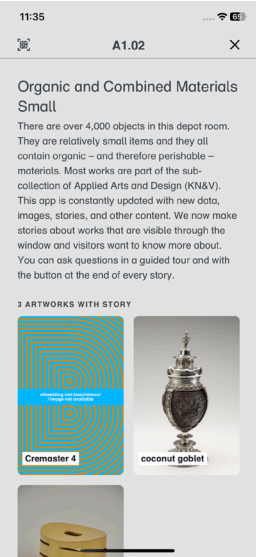 11:35
A1.02
Organic and Combined Materials
Small
There are over 4,000 objects in this depot room.
They are relatively small items and they all
contain organic – and therefore perishable –
materials. Most works are part of the sub-
collection of Applied Arts and Design (KN&V).
This app is constantly updated with new data,
images, stories, and other content. We now make
stories about works that are visible through the
window and visitors want to know more about.
You can ask questions in a guided tour and with
the button at the end of every story.
3 ARTWORKS WITH STORY
afbeelding niet beschikbaar
/ image not available
Cremaster 4
coconut goblet